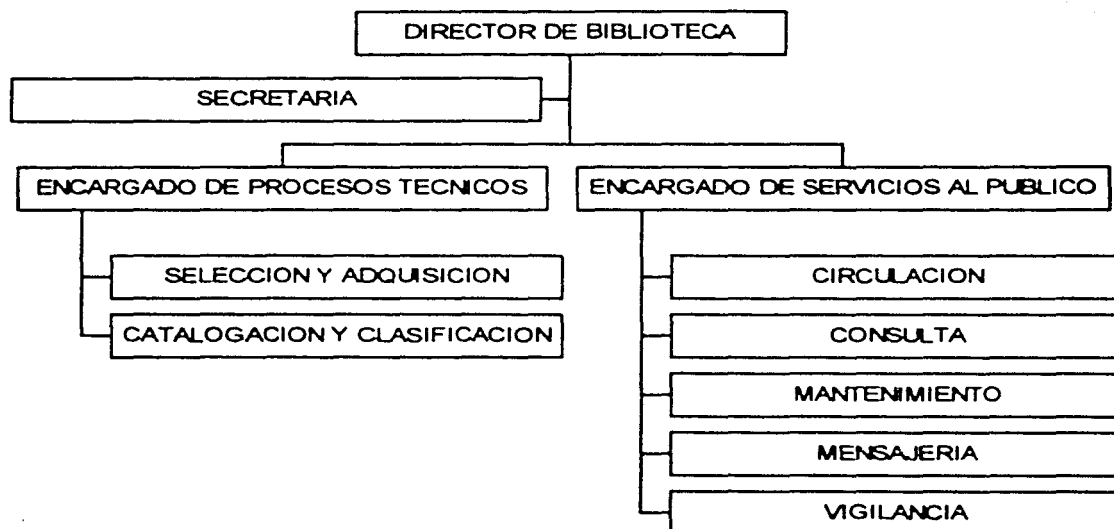 DIRECTOR DE BIBLIOTECA
SECRETARIA
ENCARGADO DE PROCESOS TECNICOS
ENCARGADO DE SERVICIOS AL PUBLICO
SELECCION Y ADQUISICION
CATALOGACION Y CLASIFICACION
CIRCULACION
CONSULTA
MANTENIMIENTO
MENSAJERIA
VIGILANCIA